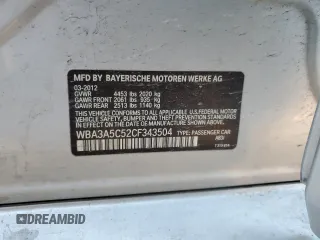 MFD BY BAYERISCHE MOTOREN WERKE AG
03-2012
GVWR 4453 lbs 2020 kg
GAWR FRONT 2061 lbs 935 kg
GAWR REAR 2513 lbs 1140 kg
THIS VEHICLE CONFORMS TO ALL APPLICABLE U.S. FEDERAL MOTOR
VEHICLE SAFETY, BUMPER, AND THEFT PREVENTION STANDARDS
IN EFFECT ON THE DATE OF MANUFACTURE SHOWN ABOVE.
WBA3A5C52CF343504 TYPE: PASSENGER CAR
DIDCARWRECK